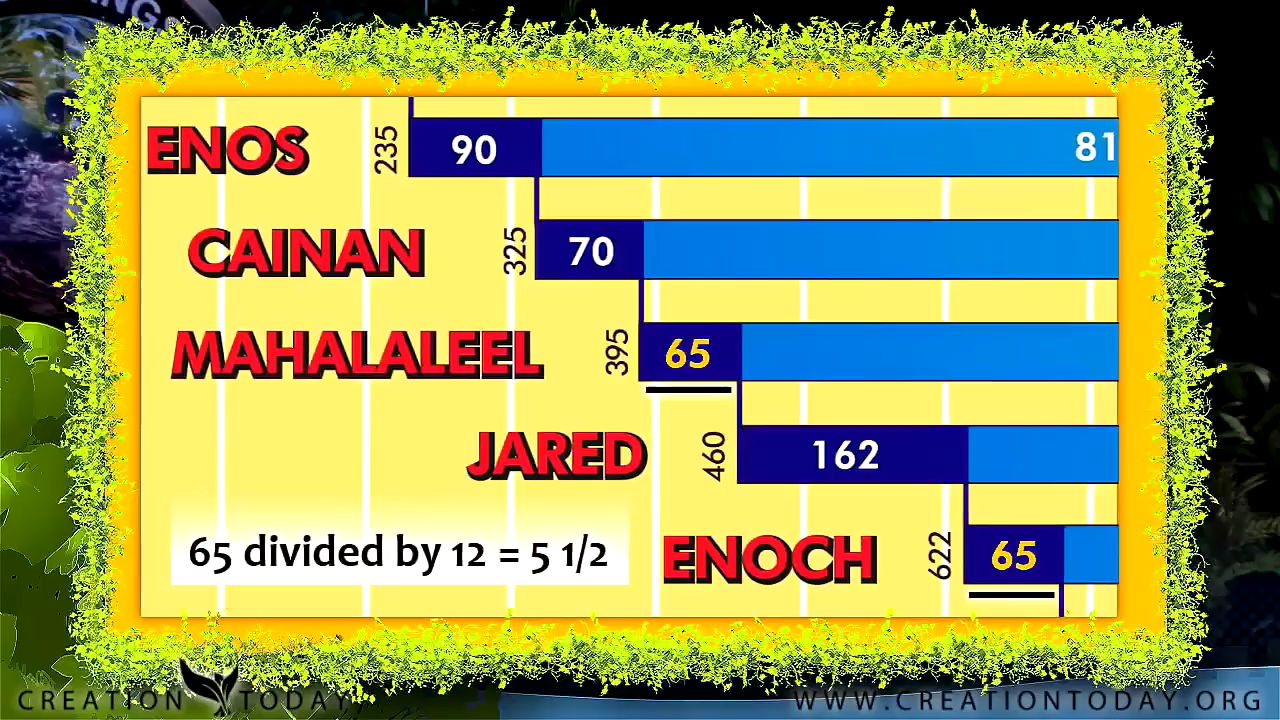 INGS
ENOS 235 90 81
CAINAN 325 70
MAHALALEEL 395 65
JARED 460 162
65 divided by 12 = 5 1/2
ENOCH 622 65
CREATION TODAY
WWW.CREATIONTODAY.ORG